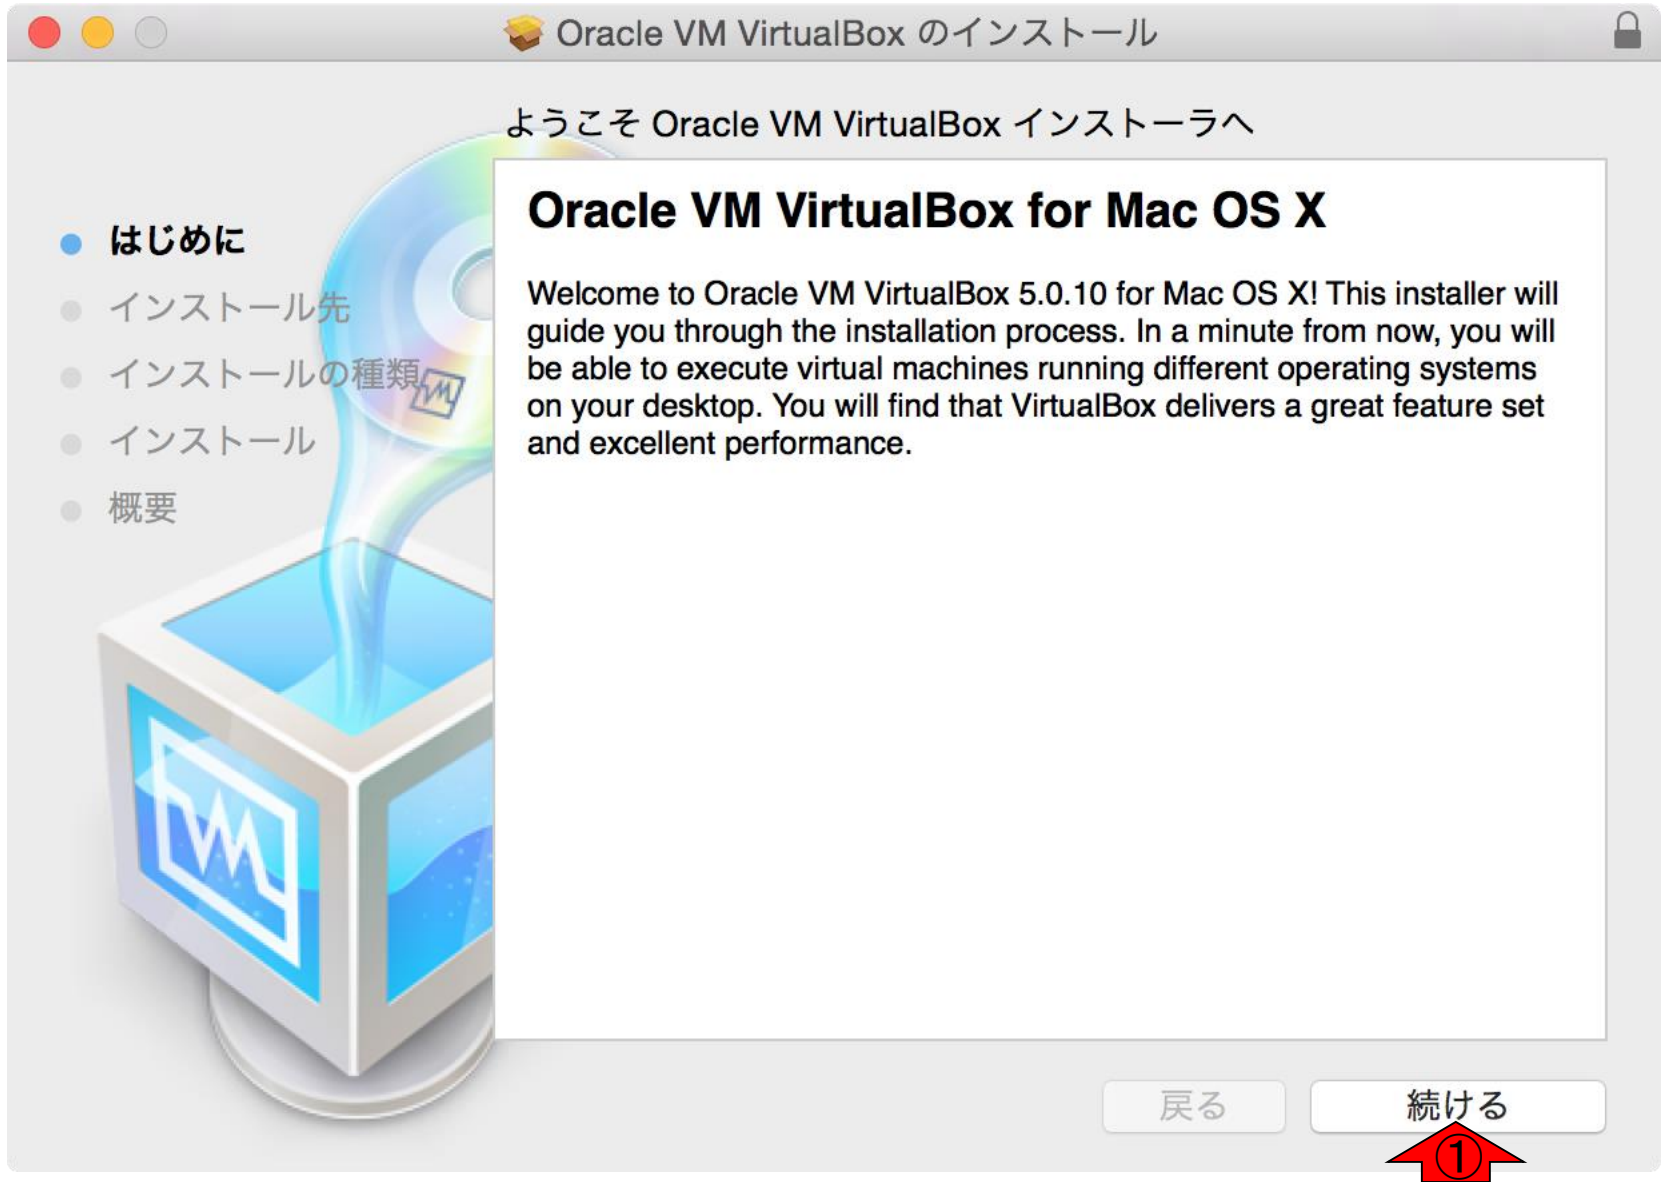 Oracle VM VirtualBox のインストール
ようこそ Oracle VM VirtualBox インストーラへ
はじめに
インストール先
インストールの種類
インストール
概要
Oracle VM VirtualBox for Mac OS X
Welcome to Oracle VM VirtualBox 5.0.10 for Mac OS X! This installer will
guide you through the installation process. In a minute from now, you will
be able to execute virtual machines running different operating systems
on your desktop. You will find that VirtualBox delivers a great feature set
and excellent performance.
戻る
続ける
①